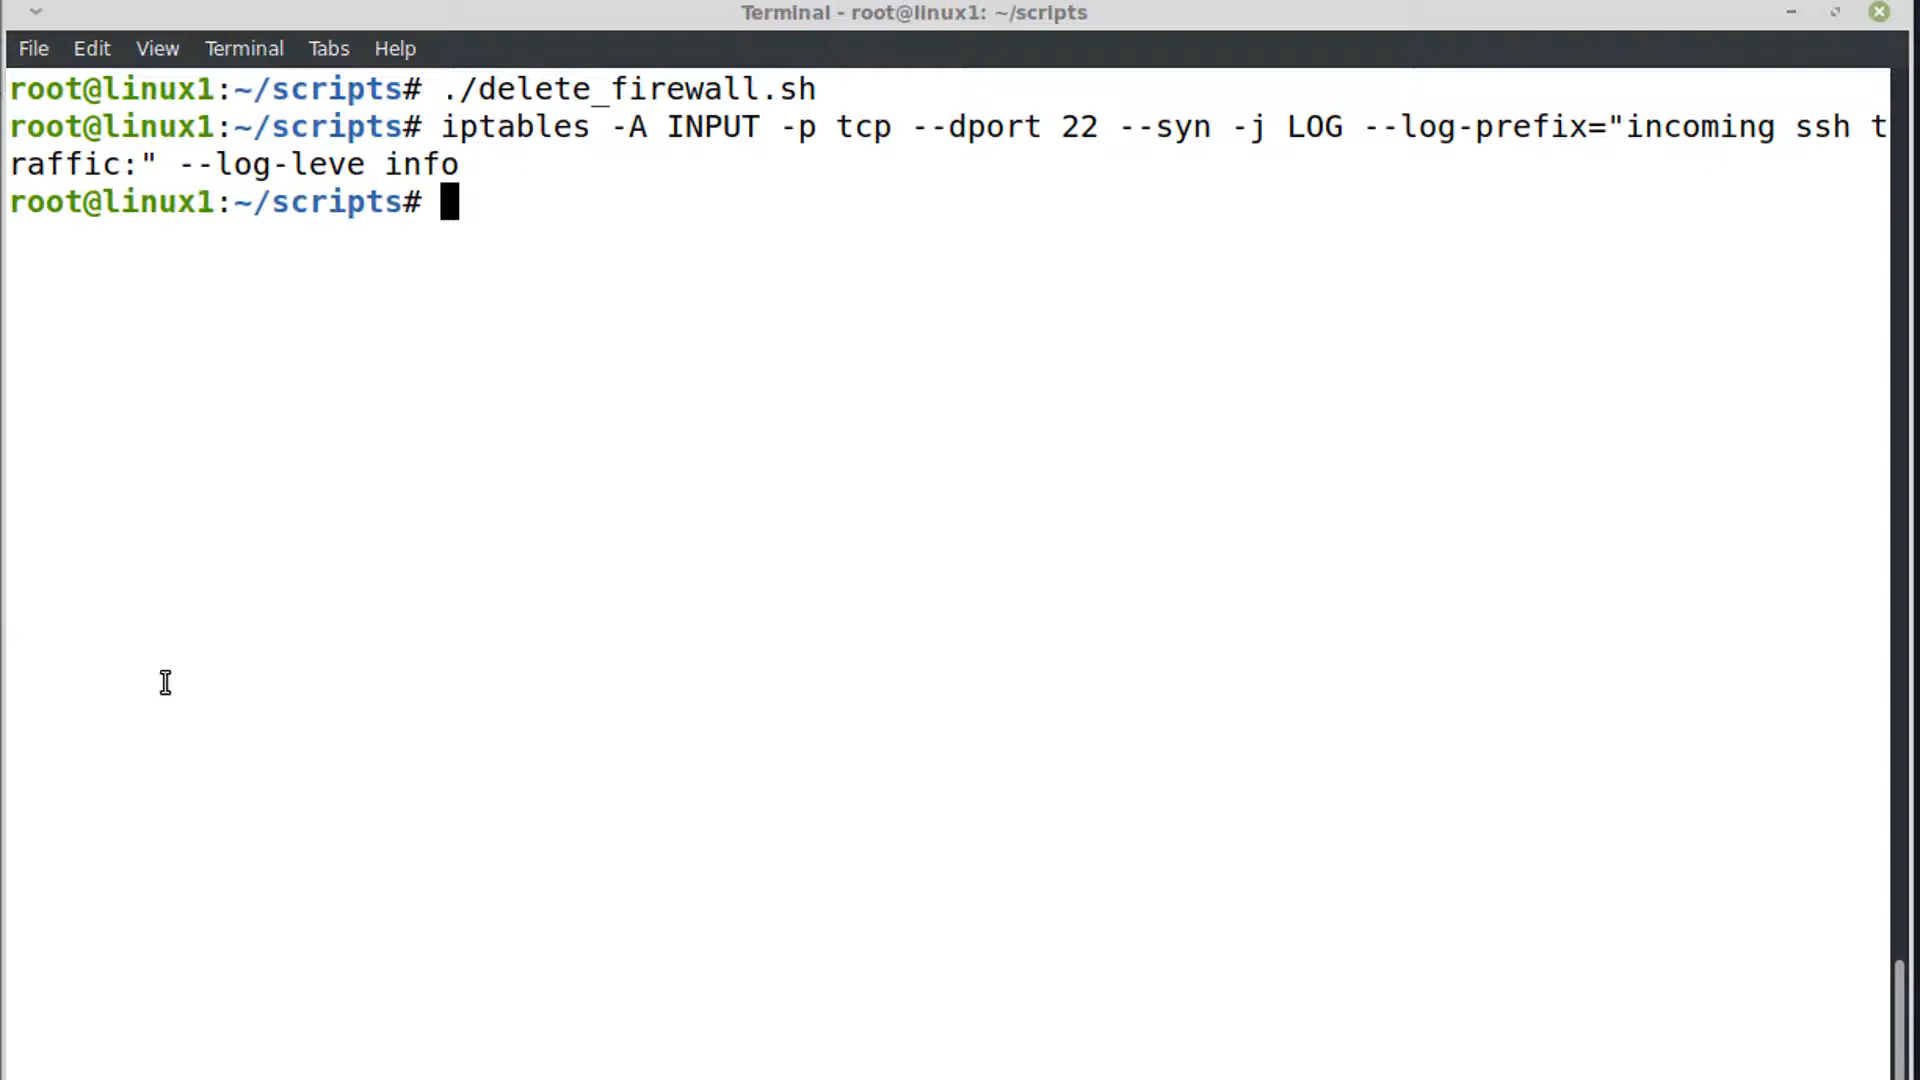 Terminal - root@linux1: ~/scripts
File Edit View Terminal Tabs Help
root@linux1:~/scripts# ./delete_firewall.sh
root@linux1:~/scripts# iptables -A INPUT -p tcp --dport 22 --syn -j LOG --log-prefix="incoming ssh t
raffic:" --log-leve info
root@linux1:~/scripts#